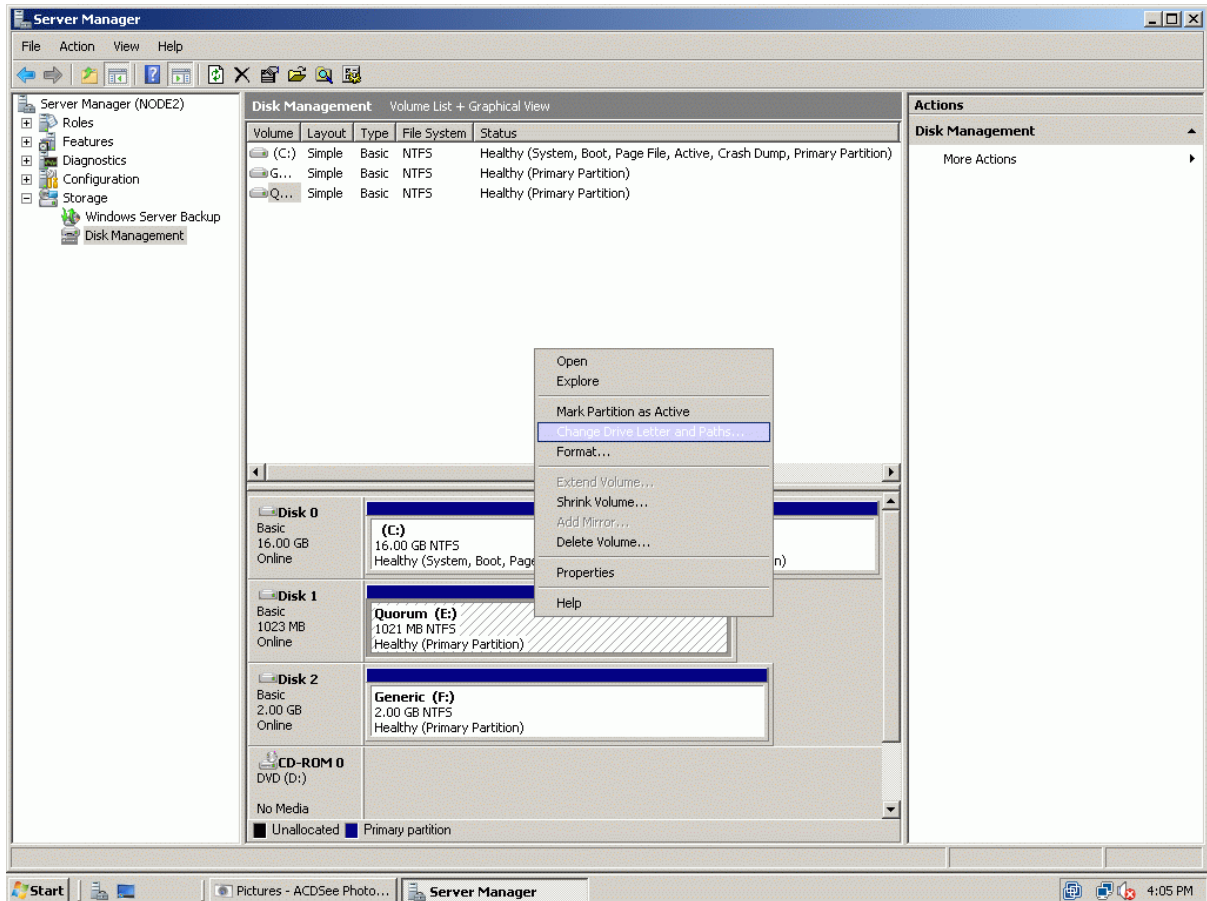 Server Manager
File Action View Help
Server Manager (NODE2)
Roles
Features
Diagnostics
Configuration
Storage
Windows Server Backup
Disk Management
Disk Management Volume List + Graphical View
Volume Layout Type File System Status
(C:) Simple Basic NTFS Healthy (System, Boot, Page File, Active, Crash Dump, Primary Partition)
G... Simple Basic NTFS Healthy (Primary Partition)
Q... Simple Basic NTFS Healthy (Primary Partition)
Open
Explore
Mark Partition as Active
Change Drive Letter and Paths...
Format...
Extend Volume...
Shrink Volume...
Add Mirror...
Delete Volume...
Properties
Help
Disk 0
Basic
16.00 GB
Online
(C:)
16.00 GB NTFS
Healthy (System, Boot, Page
n)
Disk 1
Basic
1023 MB
Online
Quorum (E:)
1021 MB NTFS
Healthy (Primary Partition)
Disk 2
Basic
2.00 GB
Online
Generic (F:)
2.00 GB NTFS
Healthy (Primary Partition)
CD-ROM 0
DVD (D:)
No Media
Unallocated Primary partition
Actions
Disk Management
More Actions
Start
Pictures - ACDSee Photo...
Server Manager
4:05 PM